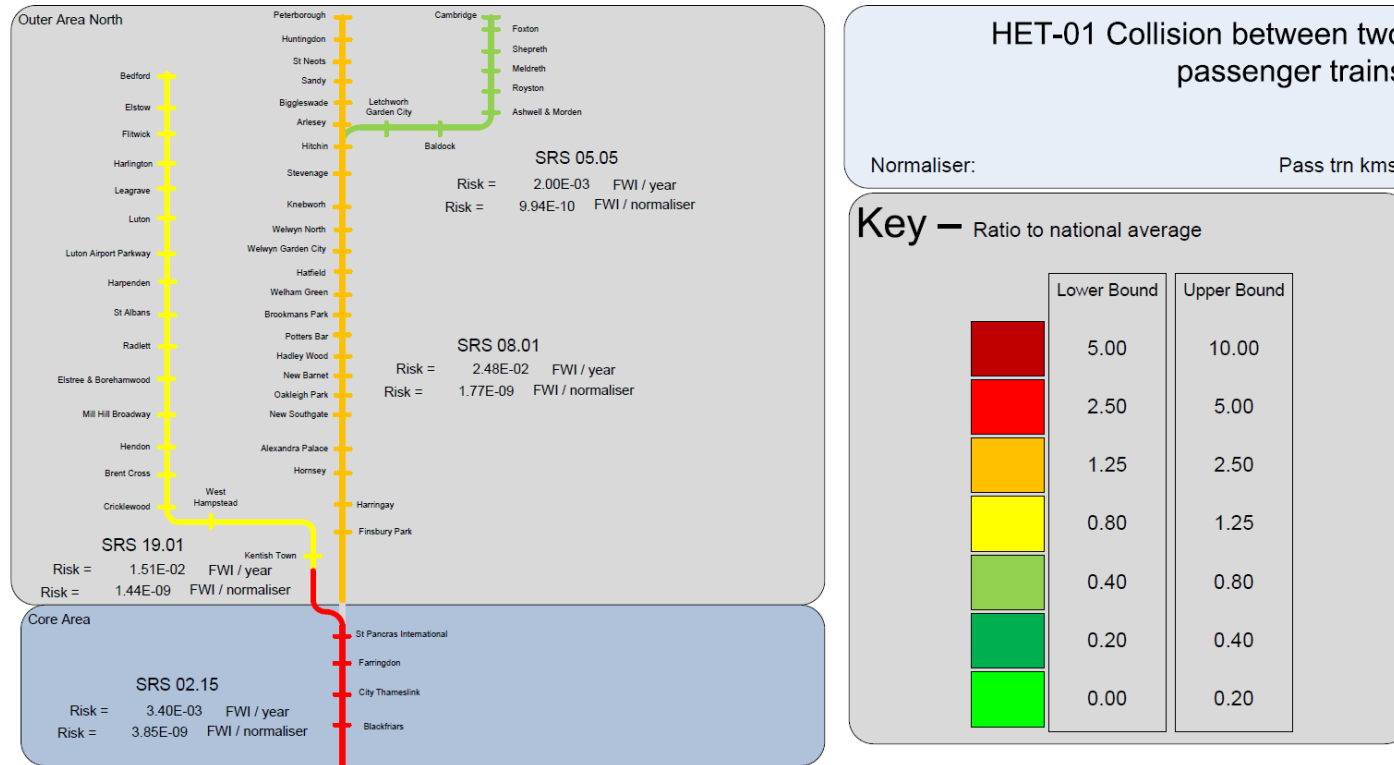 Outer Area North
Peterborough
Huntingdon
St Neots
Sandy
Biggleswade
Arlesey
Hitchin
Stevenage
Knebworth
Welwyn North
Welwyn Garden City
Hatfield
Welham Green
Brookmans Park
Potters Bar
Hadley Wood
New Barnet
Oakleigh Park
New Southgate
Alexandra Palace
Hornsey
Harringay
Finsbury Park
Cambridge
Foxton
Shepreth
Meldreth
Royston
Ashwell & Morden
Letchworh
Garden City
Baldock
SRS 05.05
Risk = 2.00E-03 FWI / year
Risk = 9.94E-10 FWI / normaliser
SRS 08.01
Risk = 2.48E-02 FWI / year
Risk = 1.77E-09 FWI / normaliser
Bedford
Elstow
Flitwick
Harlington
Leagrave
Luton
Luton Airport Parkway
Harpenden
St Albans
Radlett
Elstree & Borehamwood
Mill Hill Broadway
Hendon
Brent Cross
Cricklewood
West
Hampstead
Kentish Town
SRS 19.01
Risk = 1.51E-02 FWI / year
Risk = 1.44E-09 FWI / normaliser
Core Area
St Pancras International
Farringdon
City Thameslink
Blackfriars
SRS 02.15
Risk = 3.40E-03 FWI / year
Risk = 3.85E-09 FWI / normaliser
HET-01 Collision between two
passenger trains
Normaliser: Pass trn kms
Key – Ratio to national average
Lower Bound Upper Bound
5.00 10.00
2.50 5.00
1.25 2.50
0.80 1.25
0.40 0.80
0.20 0.40
0.00 0.20